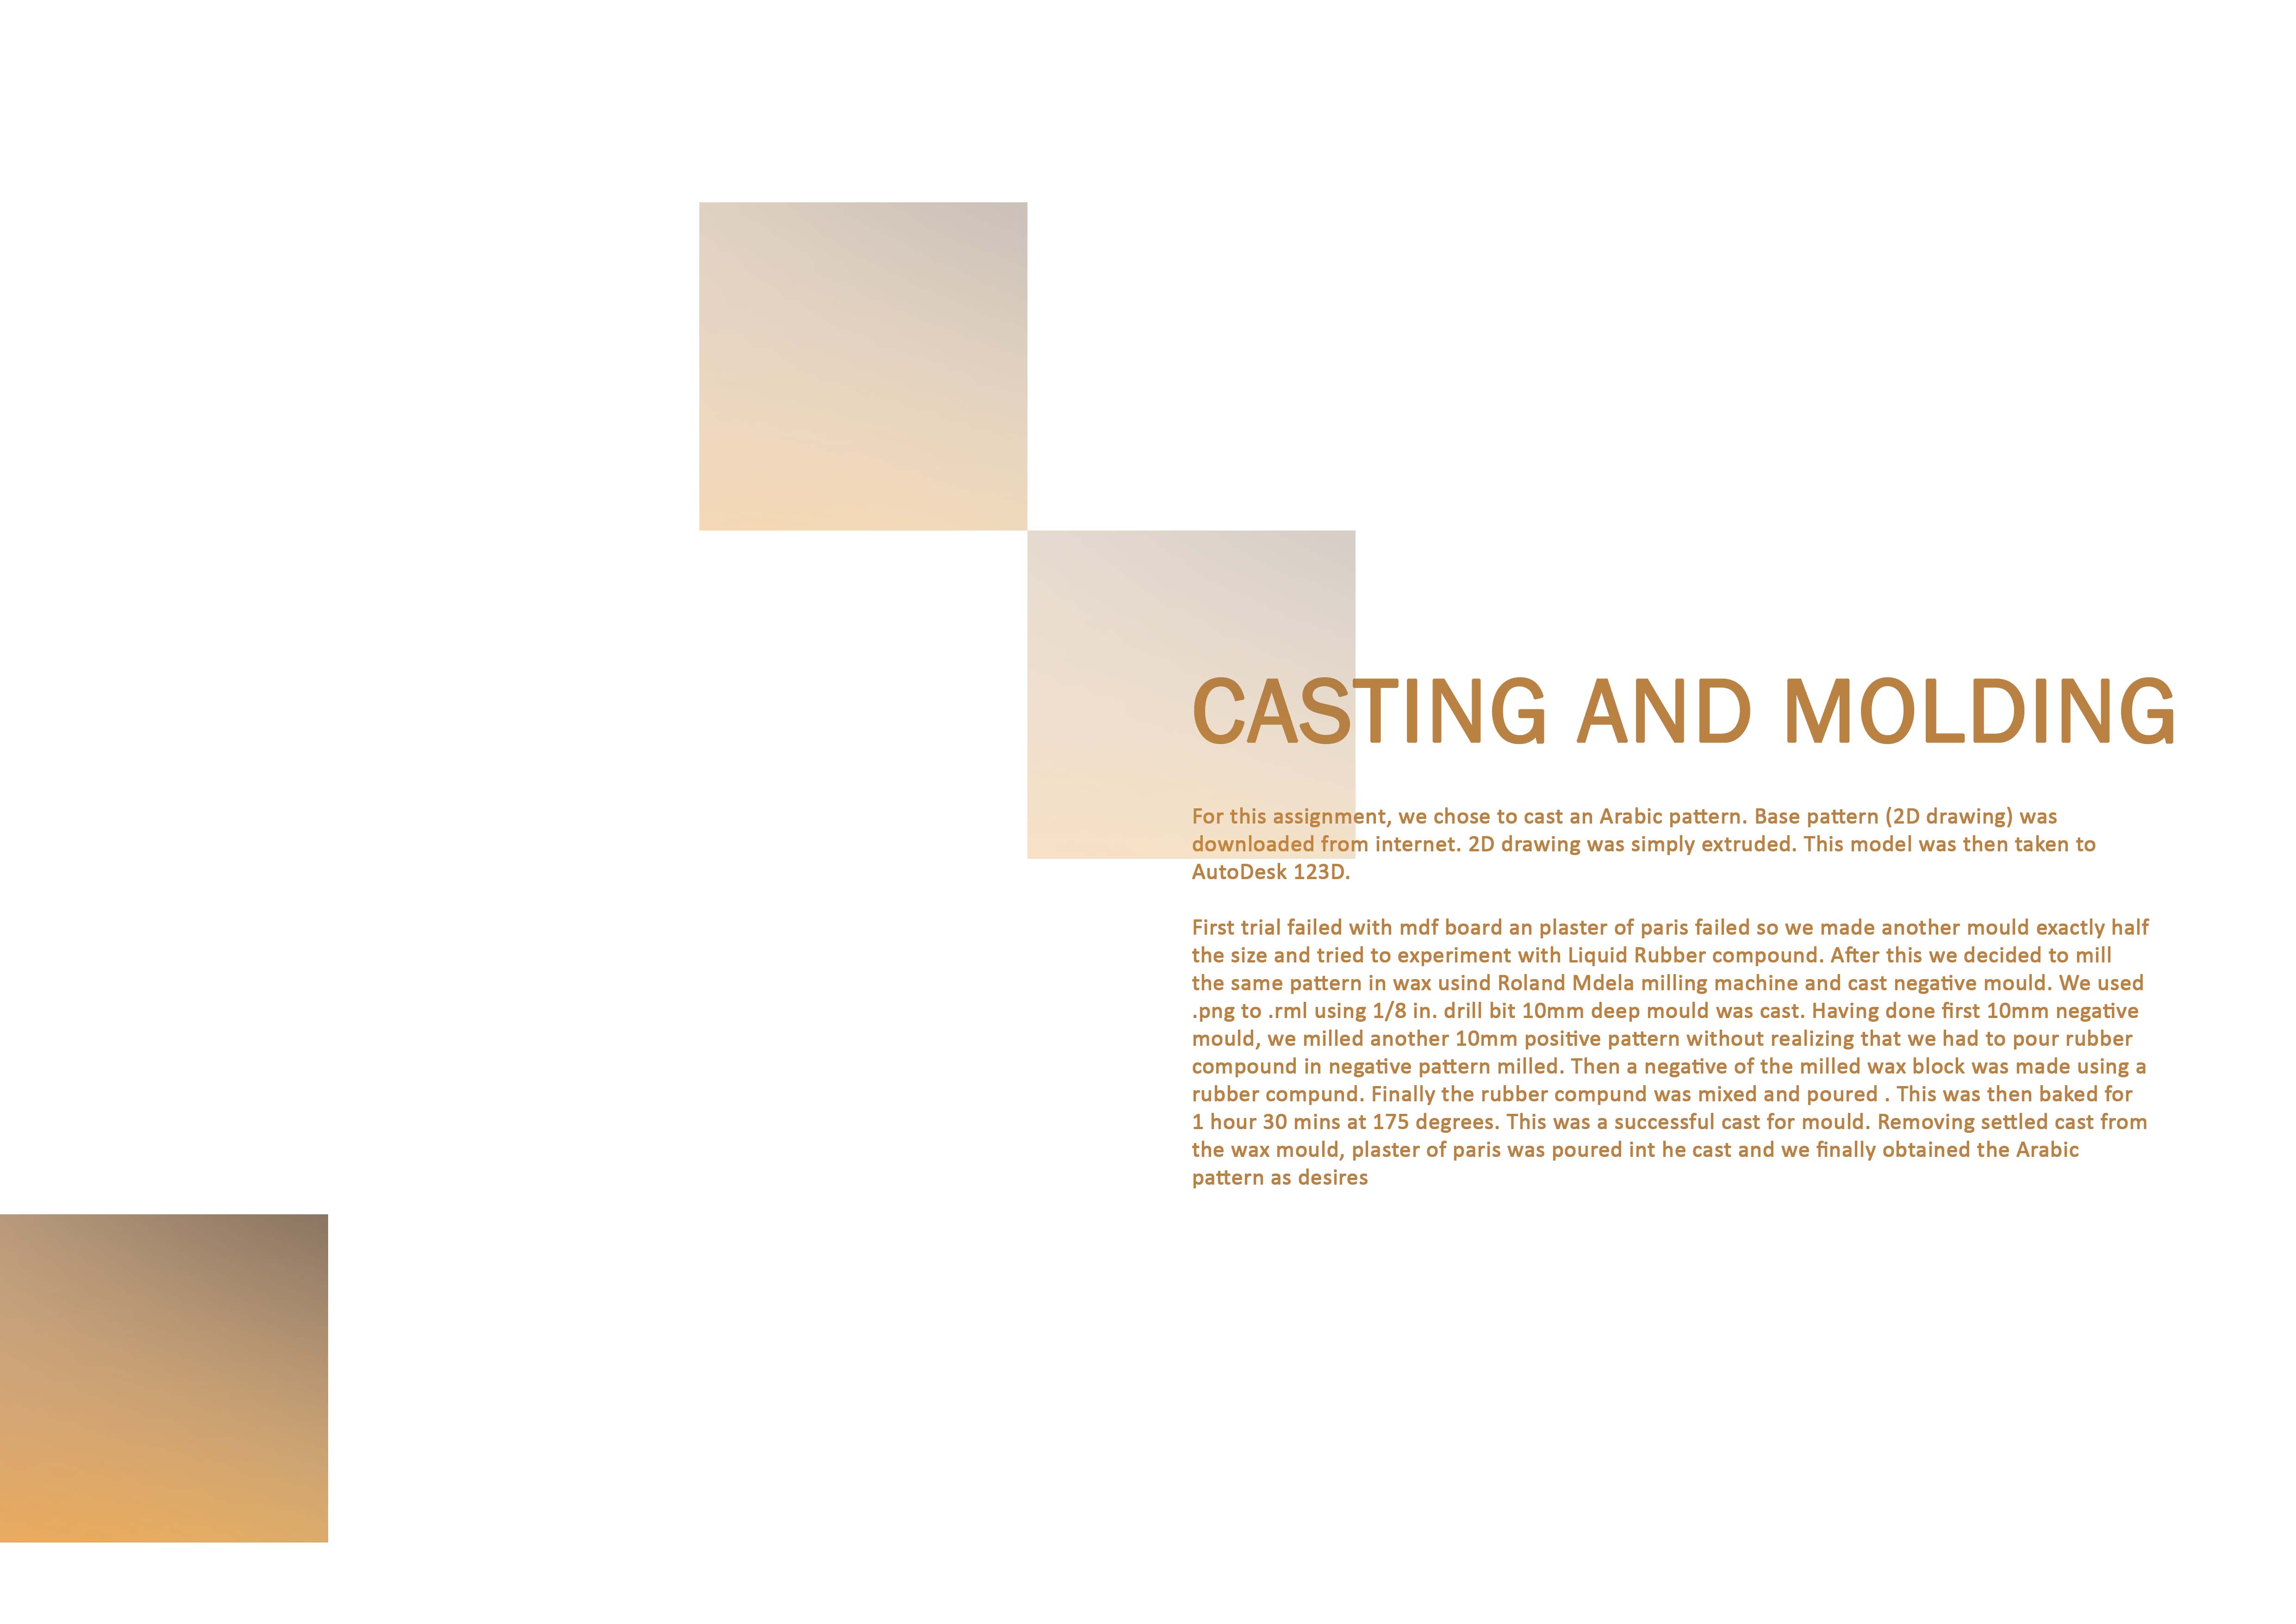 CASTING AND MOLDING
For this assignment, we chose to cast an Arabic pattern. Base pattern (2D drawing) was
downloaded from internet. 2D drawing was simply extruded. This model was then taken to
AutoDesk 123D.
First trial failed with mdf board an plaster of paris failed so we made another mould exactly half
the size and tried to experiment with Liquid Rubber compound. After this we decided to mill
the same pattern in wax usind Roland Mdela milling machine and cast negative mould. We used
.png to .rml using 1/8 in. drill bit 10mm deep mould was cast. Having done first 10mm negative
mould, we milled another 10mm positive pattern without realizing that we had to pour rubber
compound in negative pattern milled. Then a negative of the milled wax block was made using a
rubber compund. Finally the rubber compund was mixed and poured . This was then baked for
1 hour 30 mins at 175 degrees. This was a successful cast for mould. Removing settled cast from
the wax mould, plaster of paris was poured int he cast and we finally obtained the Arabic
pattern as desires